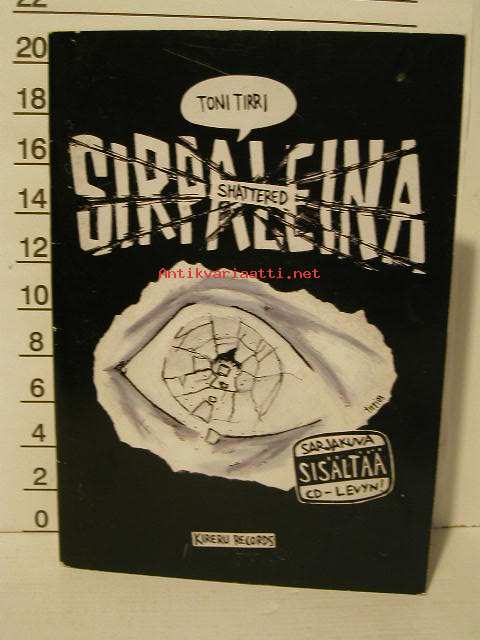 22
20
18
16
14
12
10
8
6
4
2
0
TONI TIRRI
SIRPALEINA
SHATTERED
Antikvariaatti.net
SARJAKUVA
SISÄLTÄÄ
CD-LEVYN!
KIRERU RECORDS